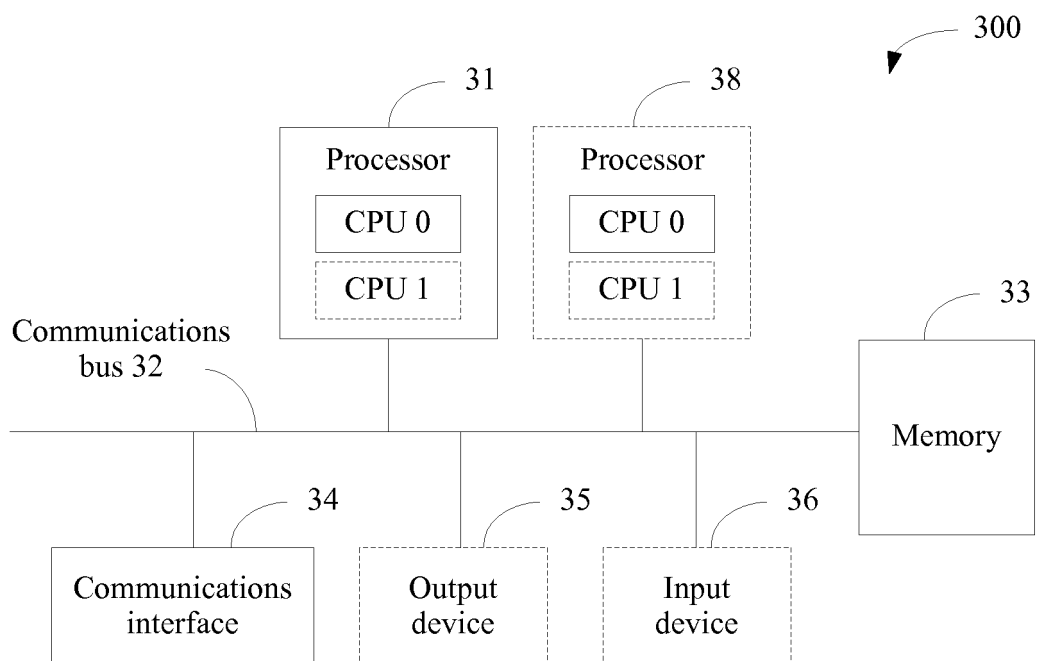 300
31
38
Processor
Processor
CPU 0
CPU 0
CPU 1
CPU 1
33
Communications
bus 32
Memory
34
35
36
Communications
interface
Output
device
Input
device